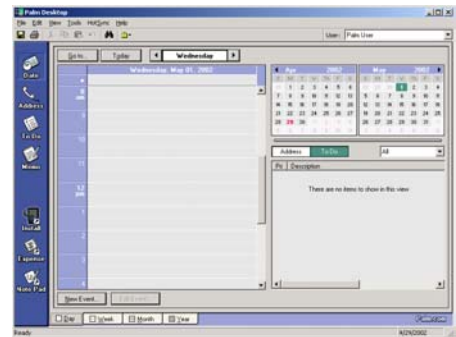 Palm Desktop
File Edit View Tools HotSync Help
User: Palm User
Go to... Today Wednesday
Wednesday, May 01, 2002
Apr 2002 May 2002
Date
Address
To Do
Memo
Install
Expense
Note Pad
8 am
9
10
11
12 pm
1
2
3
4
Address To Do All
Description
There are no items to show in this view
New Event... Edit Event...
Day Week Month Year
Ready 4/29/2002